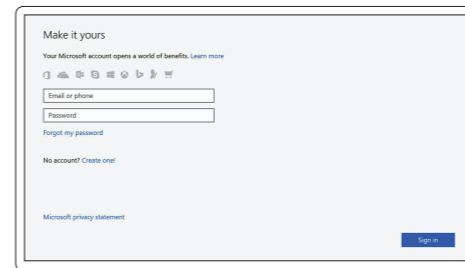 Make it yours
Your Microsoft account opens a world of benefits. Learn more
Email or phone
Password
Forgot my password
No account? Create one!
Microsoft privacy statement
Sign in